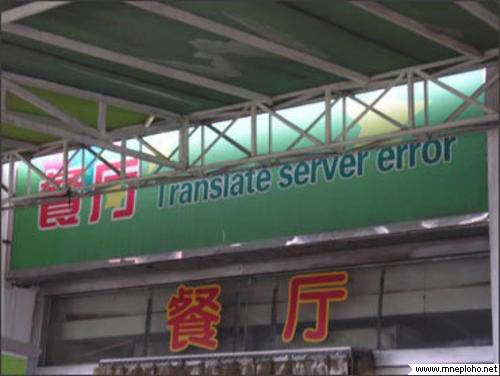 餐厅 Translate server error
餐厅
www.mneploho.net